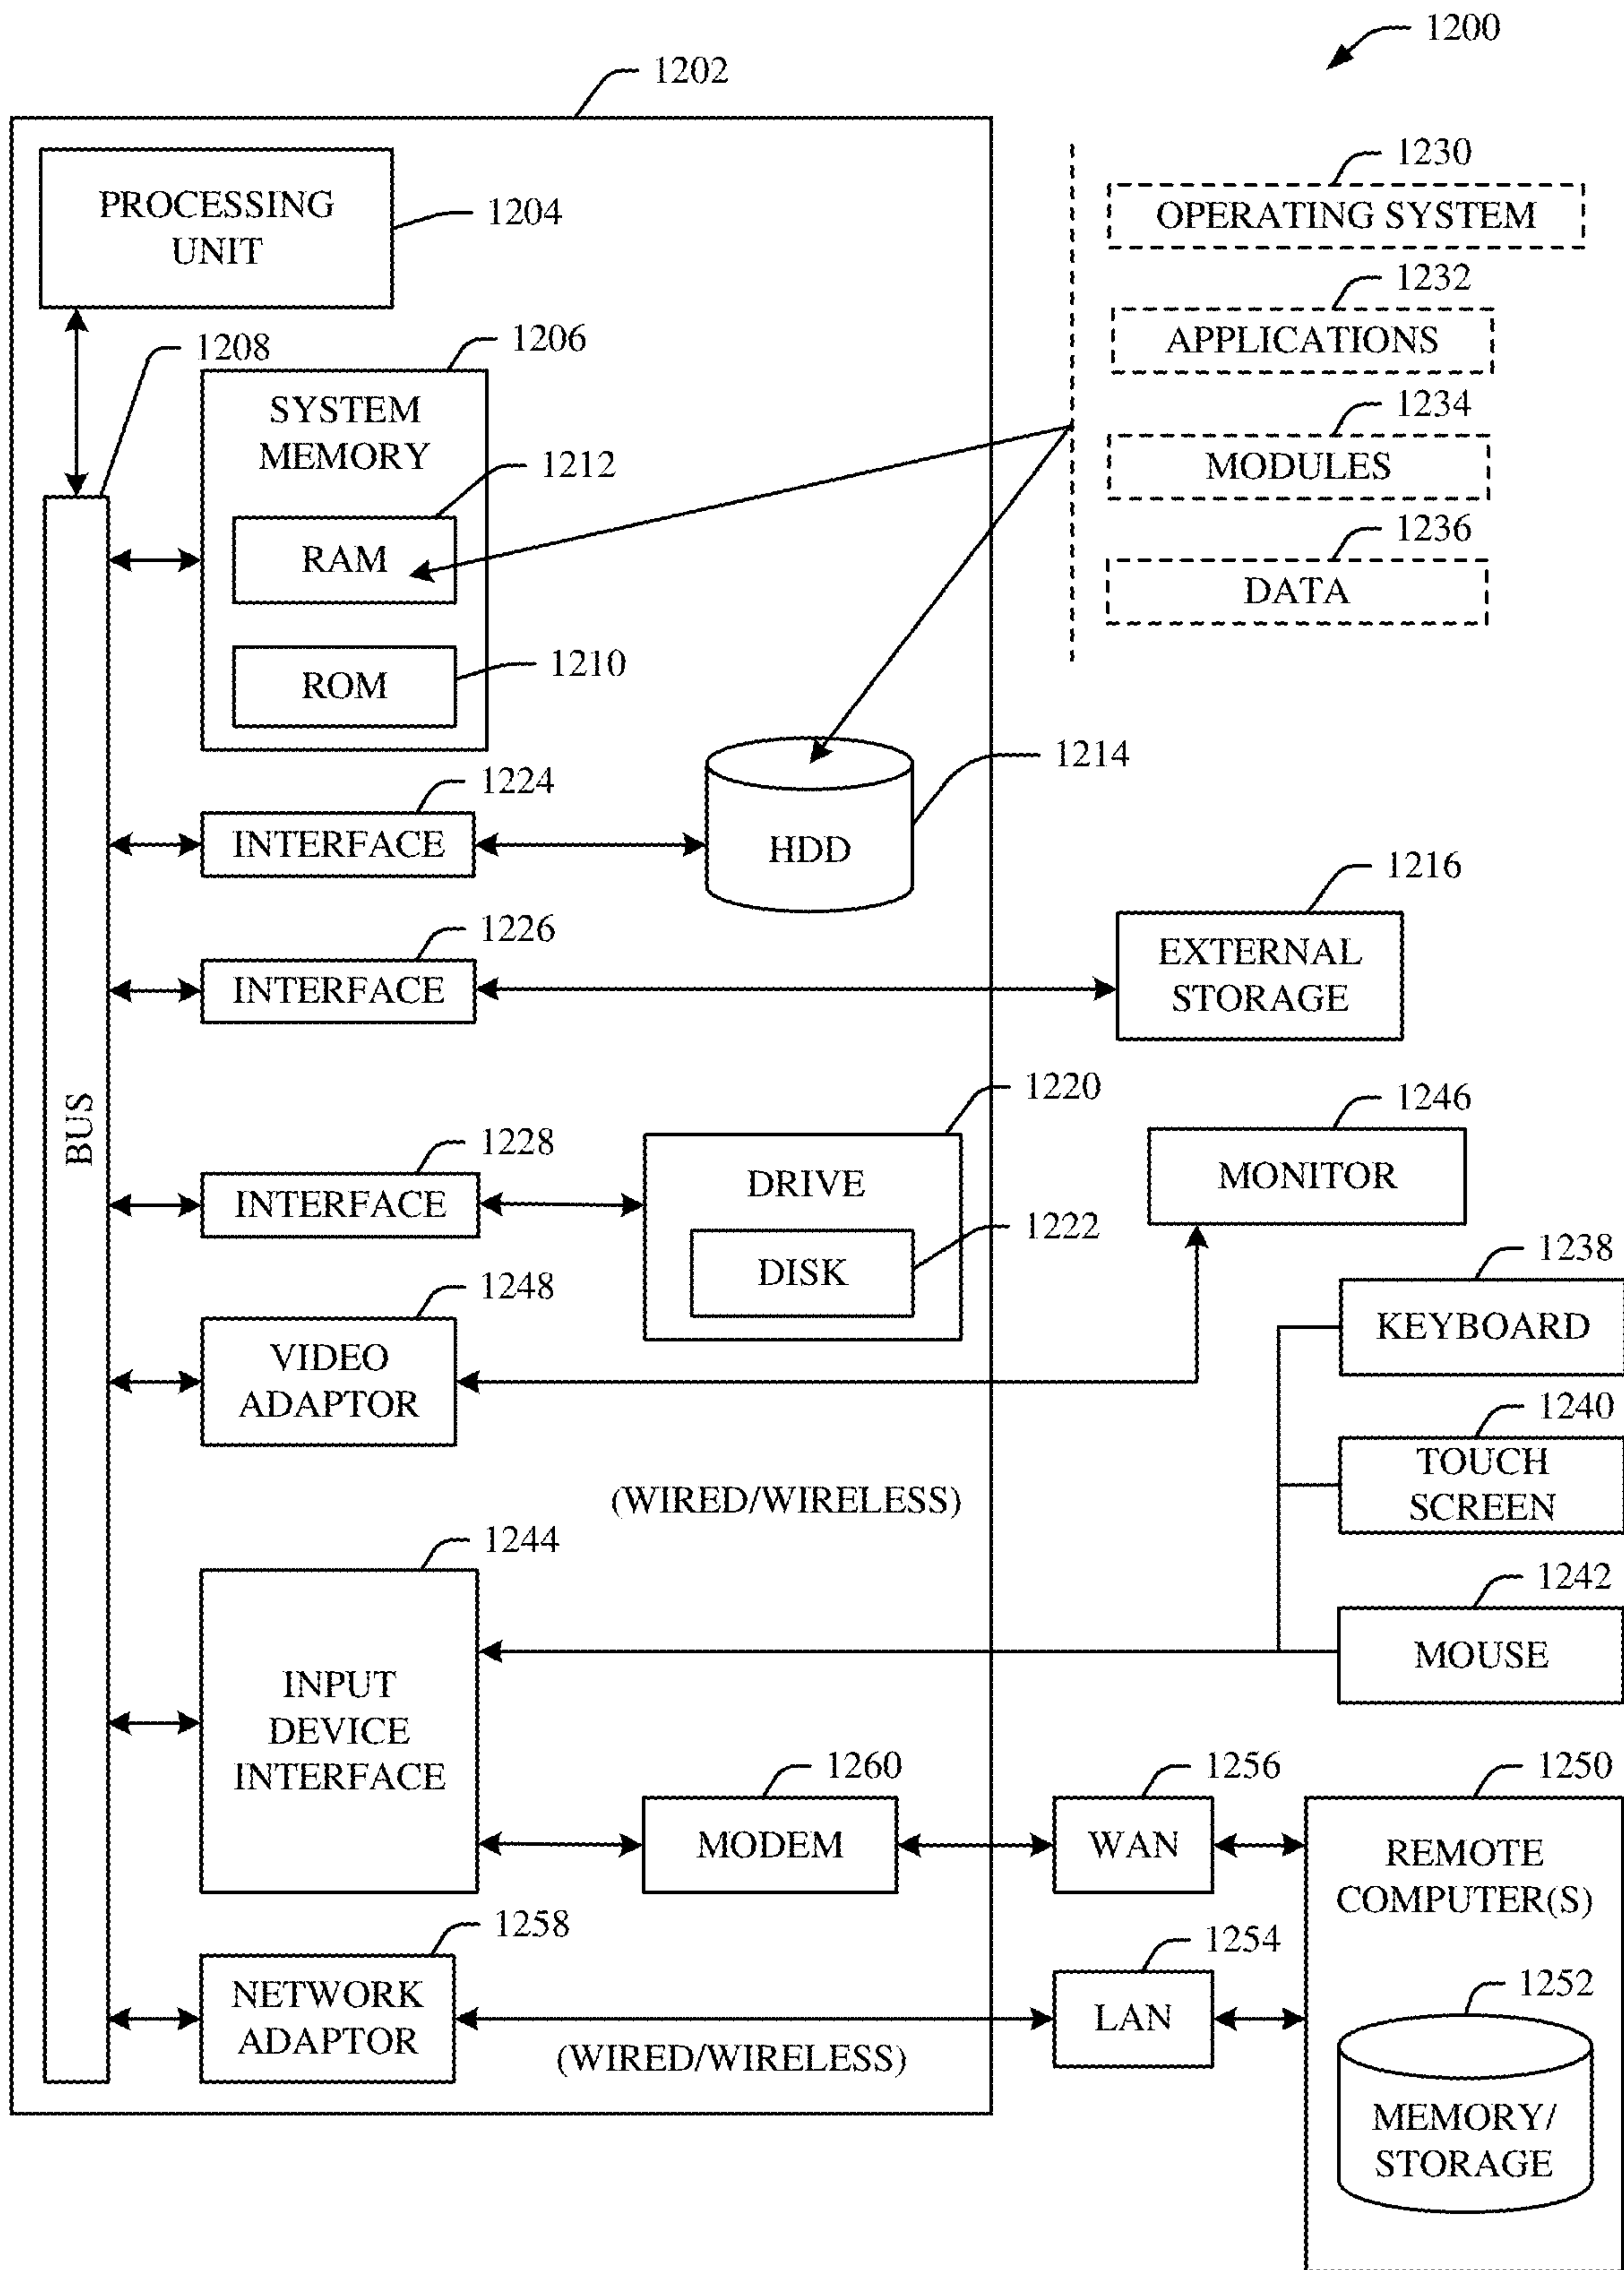 1200
1202
PROCESSING
UNIT
1204
1230
OPERATING SYSTEM
1232
APPLICATIONS
1234
MODULES
1236
DATA
1208
1206
SYSTEM
MEMORY
1212
RAM
1210
ROM
BUS
1224
INTERFACE
1214
HDD
1226
INTERFACE
1216
EXTERNAL
STORAGE
1228
INTERFACE
1220
DRIVE
1222
DISK
1246
MONITOR
1248
VIDEO
ADAPTOR
1238
KEYBOARD
1240
TOUCH
SCREEN
(WIRED/WIRELESS)
1242
MOUSE
1244
INPUT
DEVICE
INTERFACE
1260
MODEM
1256
WAN
1250
REMOTE
COMPUTER(S)
1258
NETWORK
ADAPTOR
(WIRED/WIRELESS)
1254
LAN
1252
MEMORY/
STORAGE